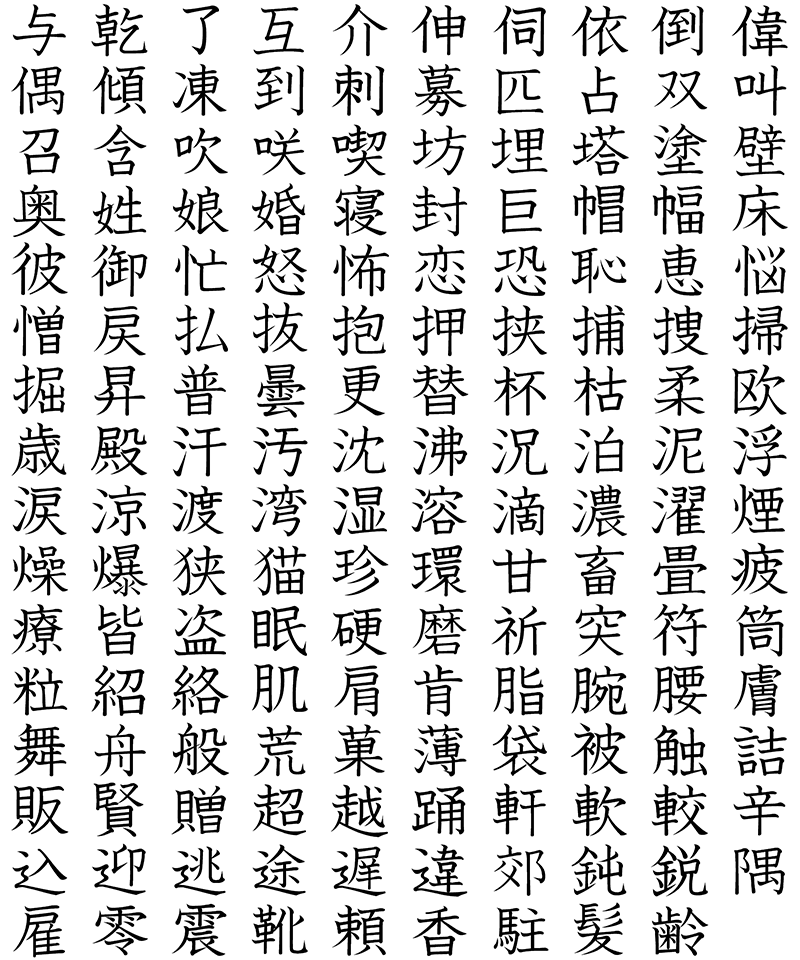 与 乾 了 互 介 伸 伺 依 倒 偉
偶 傾 凍 到 刺 募 匹 占 双 叫
召 含 吹 咲 喫 坊 埋 塔 塗 壁
奥 姓 娘 婚 寝 封 巨 帽 幅 床
彼 御 忙 怒 怖 恋 恐 恥 恵 悩
憎 戻 払 抜 抱 押 挟 捕 捜 掃
掘 昇 普 曇 更 替 杯 枯 柔 欧
歳 殿 汗 汚 沈 沸 況 泊 泥 浮
涙 涼 渡 湾 湿 溶 滴 濃 濯 煙
燥 爆 狭 猫 珍 環 甘 畜 畳 疲
療 皆 盗 眠 硬 磨 祈 突 符 筒
粒 紹 絡 肌 肩 肯 脂 腕 腰 膚
舞 舟 般 荒 菓 薄 袋 被 触 詰
販 賢 贈 超 越 踊 軒 軟 較 辛
込 迎 逃 途 遅 違 郊 鈍 鋭 隅
雇 零 震 靴 頼 香 駐 髪 齢